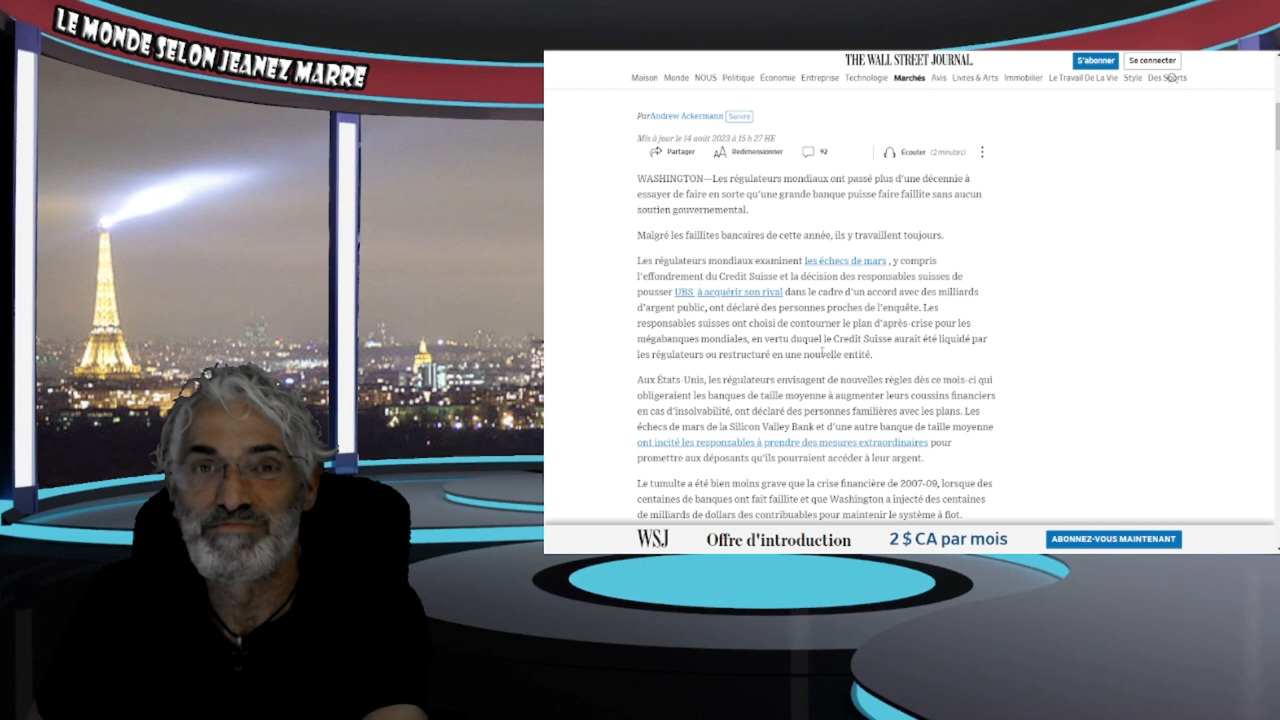 LE MONDE SELON JEANEZ MARRE
THE WALL STREET JOURNAL.
S'abonner
Se connecter
Maison Monde NOUS Politique Économie Entreprise Technologie Marchés Avis Livres & Arts Immobilier Le Travail De La Vie Style Des Sports
Par Andrew Ackermann Suivre
Mis à jour le 14 août 2023 à 15 h 27 HE
Partager Redimensionner 92 Écouter (2 minutes)
WASHINGTON—Les régulateurs mondiaux ont passé plus d'une décennie à
essayer de faire en sorte qu'une grande banque puisse faire faillite sans aucun
soutien gouvernemental.
Malgré les faillites bancaires de cette année, ils y travaillent toujours.
Les régulateurs mondiaux examinent les échecs de mars , y compris
l'effondrement du Credit Suisse et la décision des responsables suisses de
pousser UBS à acquérir son rival dans le cadre d'un accord avec des milliards
d'argent public, ont déclaré des personnes proches de l'enquête. Les
responsables suisses ont choisi de contourner le plan d'après-crise pour les
mégabanques mondiales, en vertu duquel le Credit Suisse aurait été liquidé par
les régulateurs ou restructuré en une nouvelle entité.
Aux États-Unis, les régulateurs envisagent de nouvelles règles dès ce mois-ci qui
obligeraient les banques de taille moyenne à augmenter leurs coussins financiers
en cas d'insolvabilité, ont déclaré des personnes familières avec les plans. Les
échecs de mars de la Silicon Valley Bank et d'une autre banque de taille moyenne
ont incité les responsables à prendre des mesures extraordinaires pour
promettre aux déposants qu'ils pourraient accéder à leur argent.
Le tumulte a été bien moins grave que la crise financière de 2007-09, lorsque des
centaines de banques ont fait faillite et que Washington a injecté des centaines
de milliards de dollars des contribuables pour maintenir le système à flot.
WSJ Offre d'introduction 2 $ CA par mois ABONNEZ-VOUS MAINTENANT